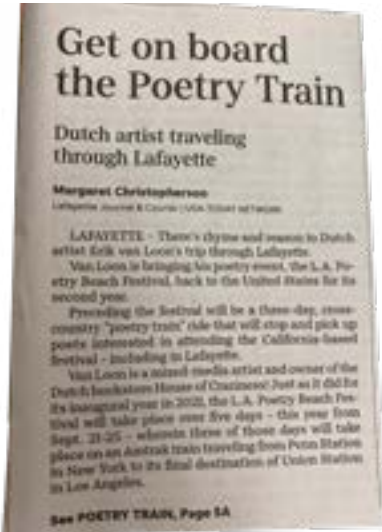 Get on board
the Poetry Train
Dutch artist traveling
through Lafayette
Margaret Christopherson
Lafayette Journal & Courier | USA TODAY NETWORK
LAFAYETTE – There's rhyme and reason to Dutch
artist Erik van Loon's trip through Lafayette.
Van Loon is bringing his poetry event, the L.A. Po-
etry Beach Festival, back to the United States for its
second year.
Preceding the festival will be a three-day, cross-
country "poetry train" ride that will stop and pick up
poets interested in attending the California-based
festival – including in Lafayette.
Van Loon is a mixed-media artist and owner of the
Dutch bookstore House of Craziness! Just as it did for
its inaugural year in 2021, the L.A. Poetry Beach Fes-
tival will take place over five days – this year from
Sept. 21-25 – wherein three of those days will take
place on an Amtrak train traveling from Penn Station
in New York to its final destination of Union Station
in Los Angeles.
See POETRY TRAIN, Page 5A